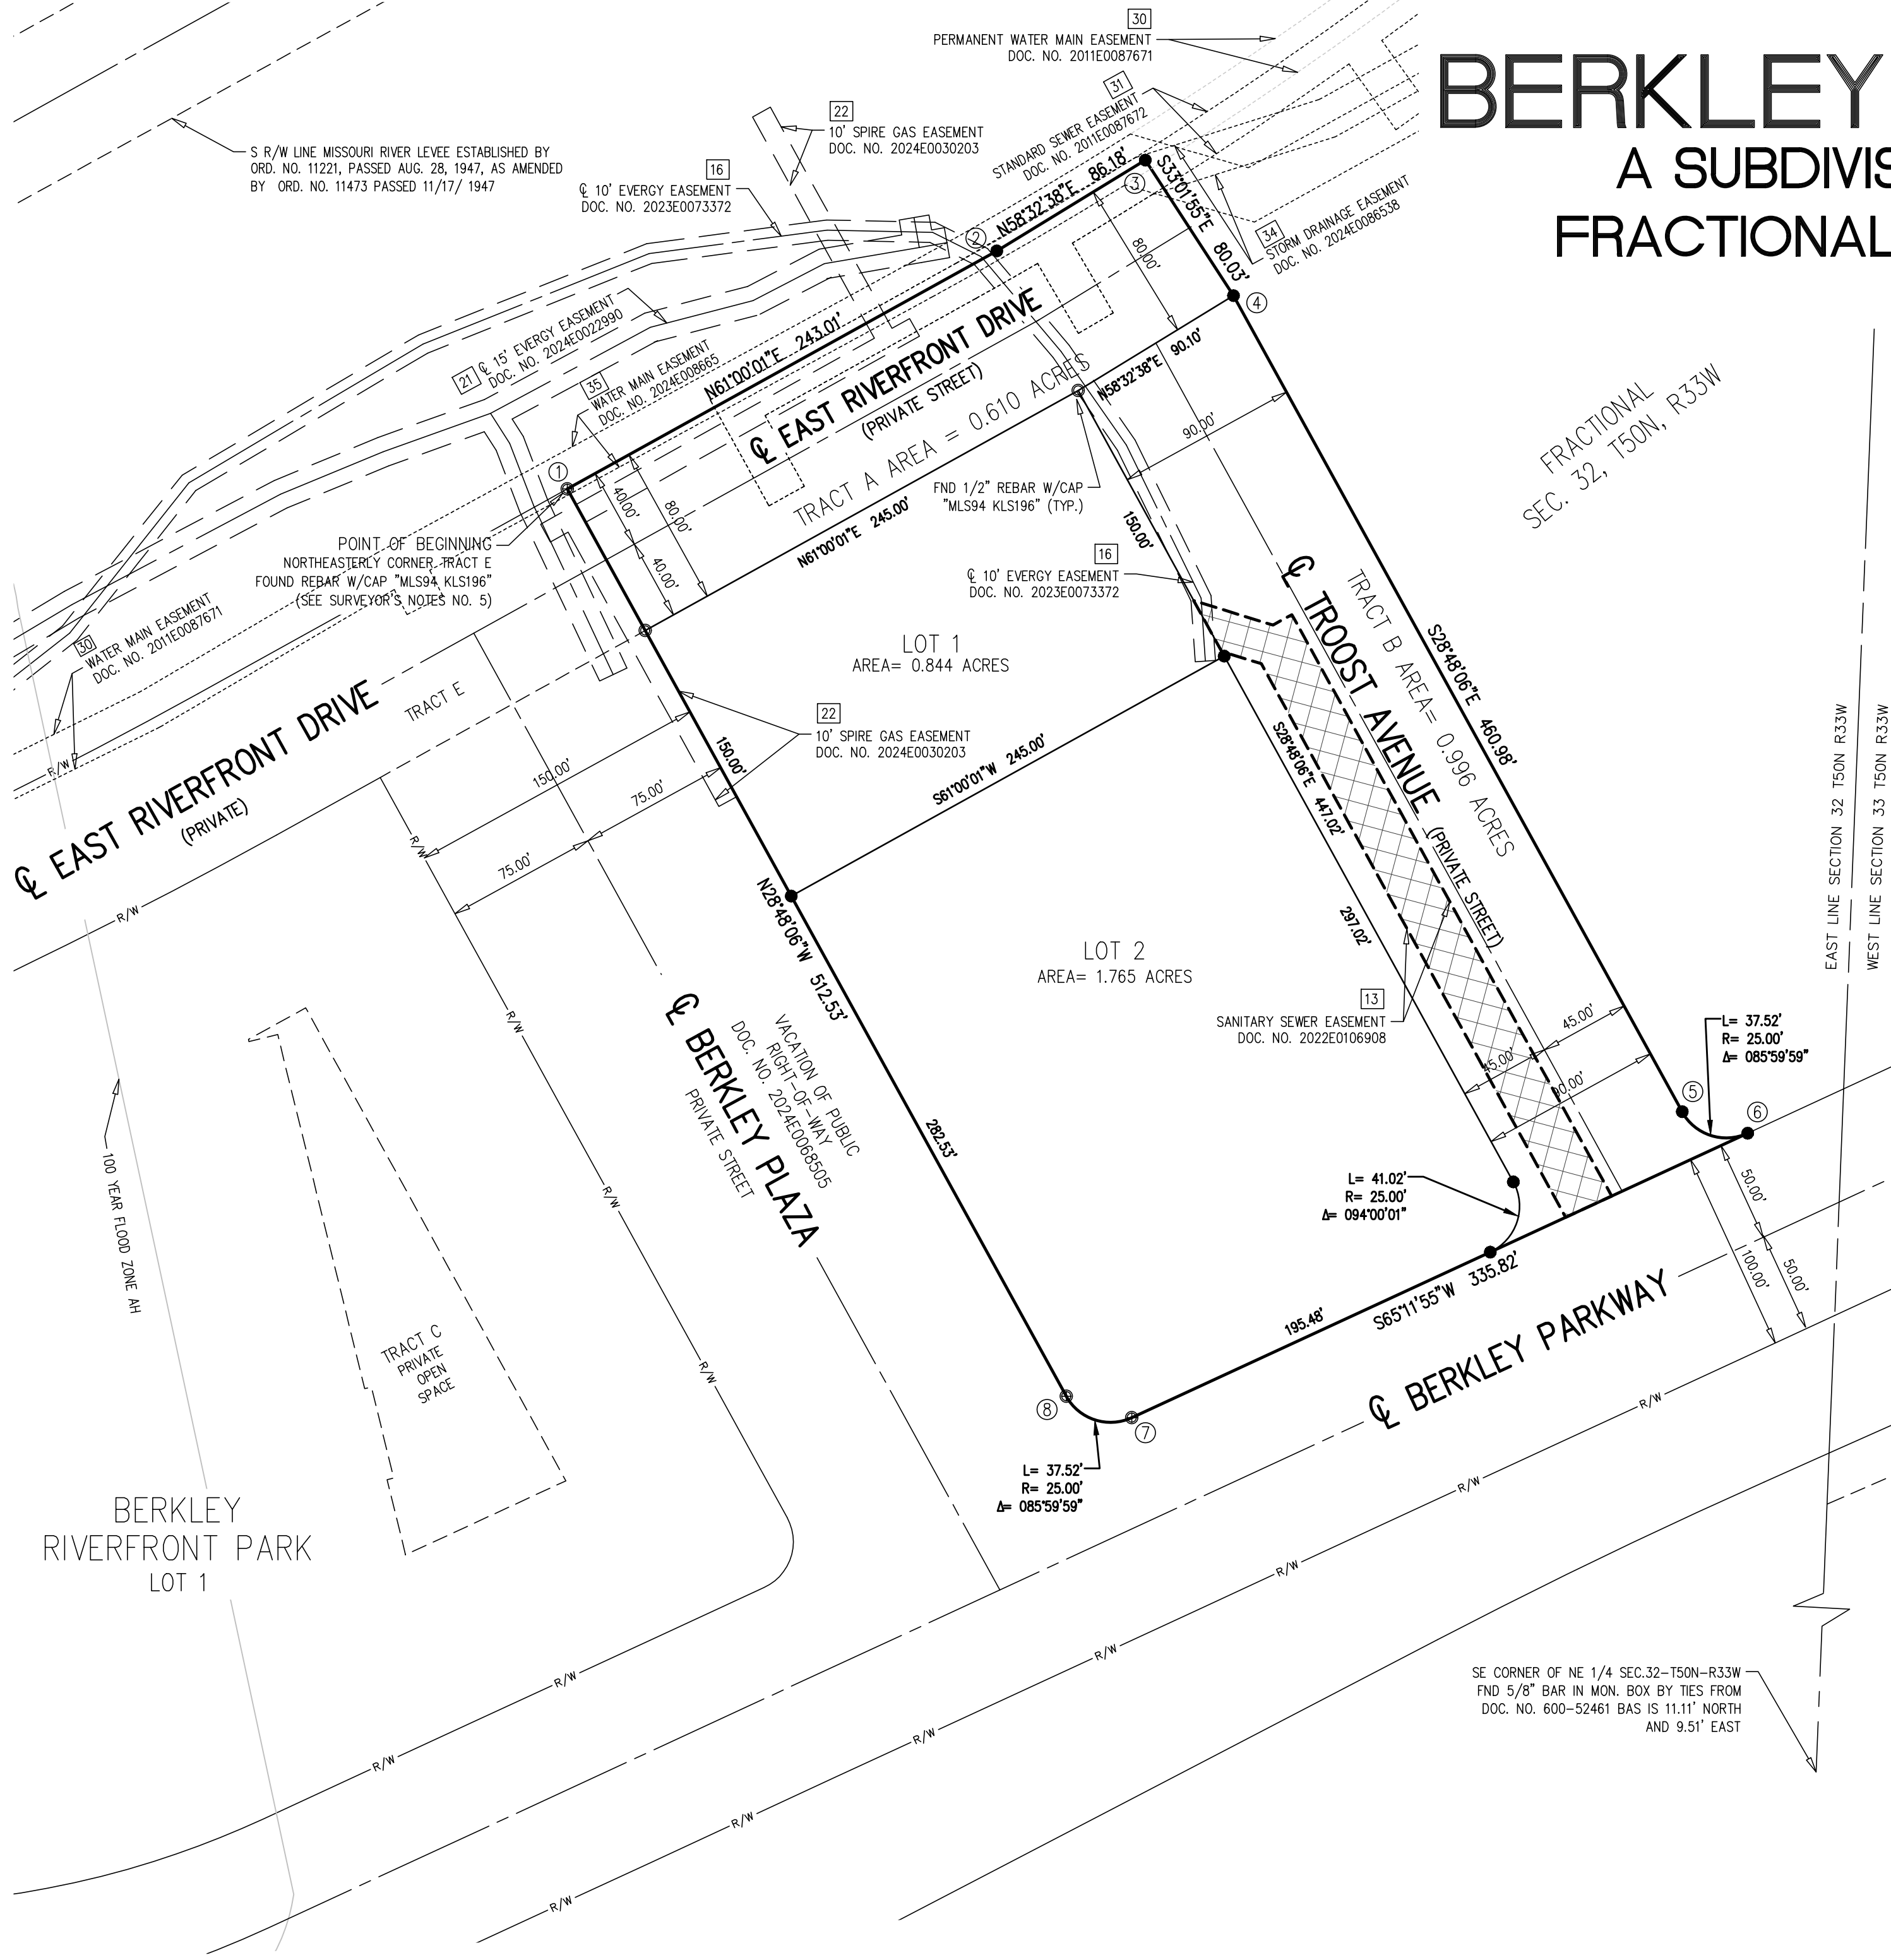 BERKLEY
A SUBDIVIS
FRACTIONAL
30
PERMANENT WATER MAIN EASEMENT
DOC. NO. 2011E0087671
31
STANDARD SEWER EASEMENT
DOC. NO. 2011E0087672
22
10' SPIRE GAS EASEMENT
DOC. NO. 2024E0030203
S R/W LINE MISSOURI RIVER LEVEE ESTABLISHED BY
ORD. NO. 11221, PASSED AUG. 28, 1947, AS AMENDED
BY ORD. NO. 11473 PASSED 11/17/ 1947
16
℄ 10' EVERGY EASEMENT
DOC. NO. 2023E0073372
34
STORM DRAINAGE EASEMENT
DOC. NO. 2024E0086538
2
N58°32'38"E 86.18'
3
S33°01'55"E 80.03'
4
80.00'
21
℄ 15' EVERGY EASEMENT
DOC. NO. 2024E0022990
35
WATER MAIN EASEMENT
DOC. NO. 2024E008665
N61°00'01"E 243.01'
℄ EAST RIVERFRONT DRIVE
(PRIVATE STREET)
TRACT A AREA = 0.610 ACRES
N58°32'38"E 90.10'
90.00'
FRACTIONAL
SEC. 32, T50N, R33W
1
40.00'
80.00'
40.00'
N61°00'01"E 245.00'
FND 1/2" REBAR W/CAP
"MLS94 KLS196" (TYP.)
150.00'
POINT OF BEGINNING
NORTHEASTERLY CORNER TRACT E
FOUND REBAR W/CAP "MLS94 KLS196"
(SEE SURVEYOR'S NOTES NO. 5)
16
℄ 10' EVERGY EASEMENT
DOC. NO. 2023E0073372
30
WATER MAIN EASEMENT
DOC. NO. 2011E0087671
LOT 1
AREA= 0.844 ACRES
℄ TROOST AVENUE
(PRIVATE STREET)
TRACT B AREA= 0.996 ACRES
S28°48'06"E 460.98'
TRACT E
R/W
℄ EAST RIVERFRONT DRIVE
(PRIVATE)
22
10' SPIRE GAS EASEMENT
DOC. NO. 2024E0030203
150.00'
150.00'
75.00'
75.00'
S61°00'01"W 245.00'
S28°48'06"E 447.02'
EAST LINE SECTION 32 T50N R33W
WEST LINE SECTION 33 T50N R33W
R/W
R/W
N28°48'06"W 512.53'
297.02'
LOT 2
AREA= 1.765 ACRES
13
SANITARY SEWER EASEMENT
DOC. NO. 2022E0106908
R/W
℄ BERKLEY PLAZA
VACATION OF PUBLIC
RIGHT-OF-WAY
DOC. NO. 2024E0068505
PRIVATE STREET
45.00'
45.00'
90.00'
L= 37.52'
R= 25.00'
Δ= 085°59'59"
5
6
100 YEAR FLOOD ZONE AH
282.53'
R/W
L= 41.02'
R= 25.00'
Δ= 094°00'01"
50.00'
100.00'
50.00'
195.48'
S65°11'55"W 335.82'
℄ BERKLEY PARKWAY
TRACT C
PRIVATE
OPEN
SPACE
R/W
8
7
R/W
L= 37.52'
R= 25.00'
Δ= 085°59'59"
R/W
BERKLEY
RIVERFRONT PARK
LOT 1
R/W
R/W
R/W
SE CORNER OF NE 1/4 SEC.32-T50N-R33W
FND 5/8" BAR IN MON. BOX BY TIES FROM
DOC. NO. 600-52461 BAS IS 11.11' NORTH
AND 9.51' EAST
R/W
R/W
R/W
R/W